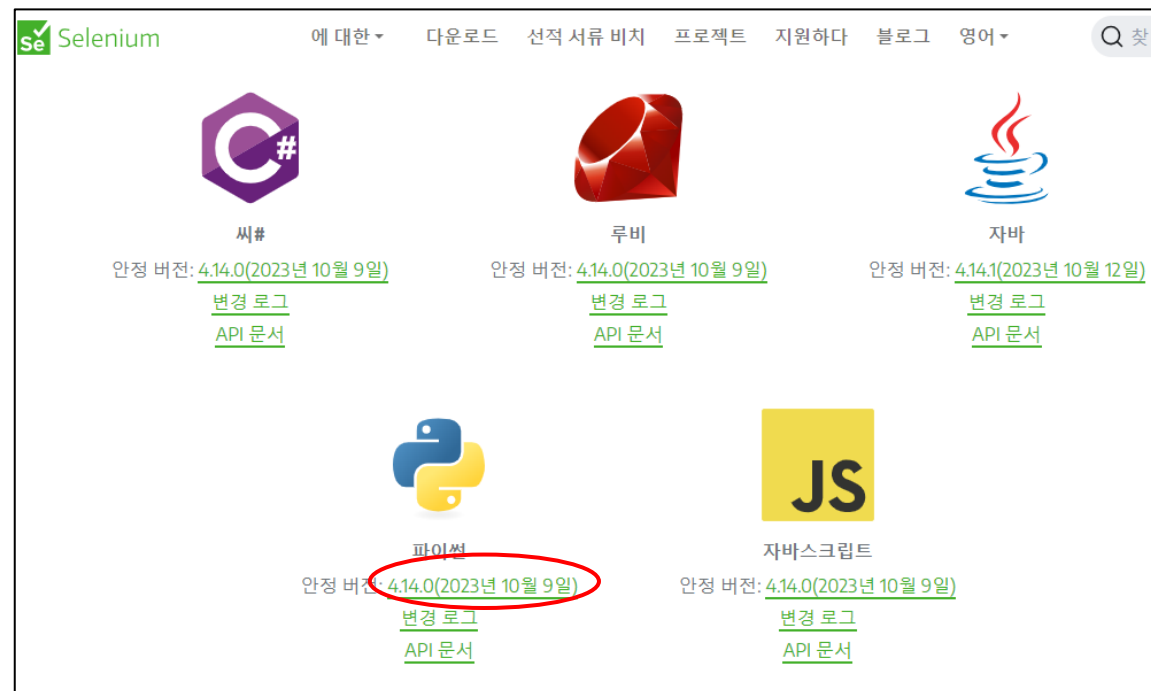 Se Selenium 에 대한 다운로드 선적 서류 비치 프로젝트 지원하다 블로그 영어 찾
C# 
씨# 루비 자바
안정 버전: 4.14.0(2023년 10월 9일) 안정 버전: 4.14.0(2023년 10월 9일) 안정 버전: 4.14.1(2023년 10월 12일)
변경 로그 변경 로그 변경 로그
API 문서 API 문서 API 문서
JS
파이썬 자바스크립트
안정 버전: 4.14.0(2023년 10월 9일) 안정 버전: 4.14.0(2023년 10월 9일)
변경 로그 변경 로그
API 문서 API 문서